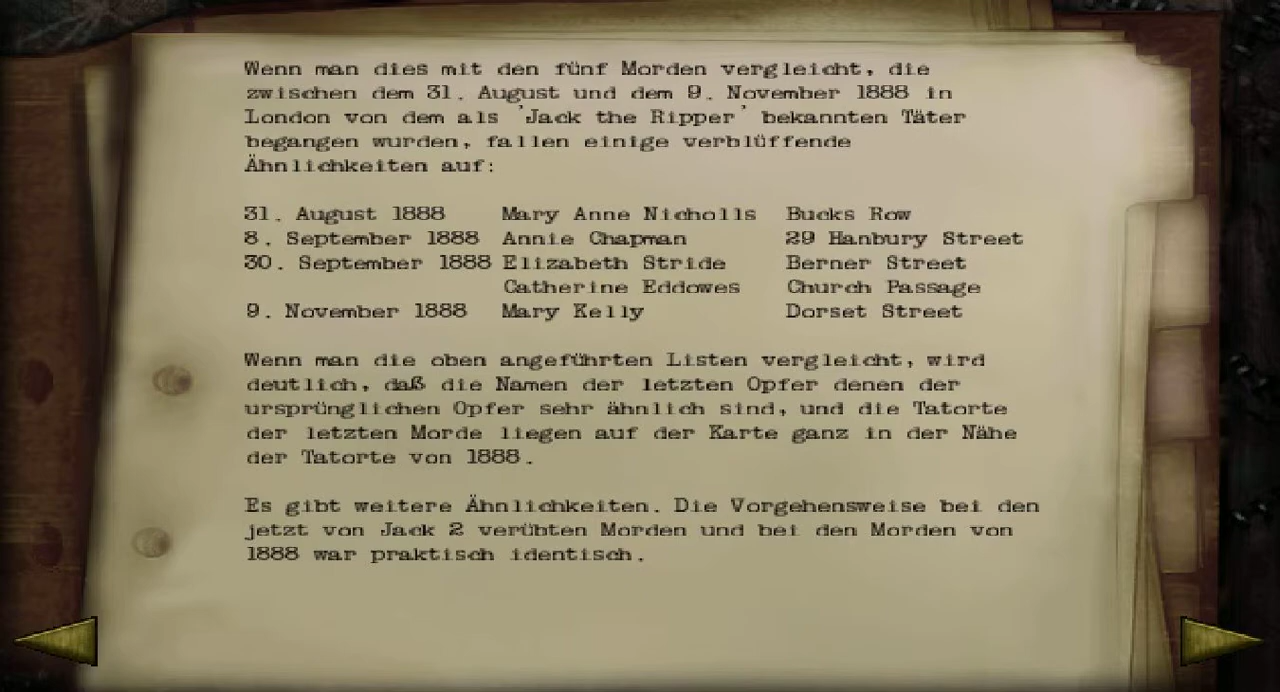 Wenn man dies mit den fünf Morden vergleicht, die
zwischen dem 31. August und dem 9. November 1888 in
London von dem als 'Jack the Ripper' bekannten Täter
begangen wurden, fallen einige verblüffende
Ähnlichkeiten auf:
31. August 1888 Mary Anne Nicholls Bucks Row
8. September 1888 Annie Chapman 29 Hanbury Street
30. September 1888 Elizabeth Stride Berner Street
Catherine Eddowes Church Passage
9. November 1888 Mary Kelly Dorset Street
Wenn man die oben angeführten Listen vergleicht, wird
deutlich, daß die Namen der letzten Opfer denen der
ursprünglichen Opfer sehr ähnlich sind, und die Tatorte
der letzten Morde liegen auf der Karte ganz in der Nähe
der Tatorte von 1888.
Es gibt weitere Ähnlichkeiten. Die Vorgehensweise bei den
jetzt von Jack 2 verübten Morden und bei den Morden von
1888 war praktisch identisch.